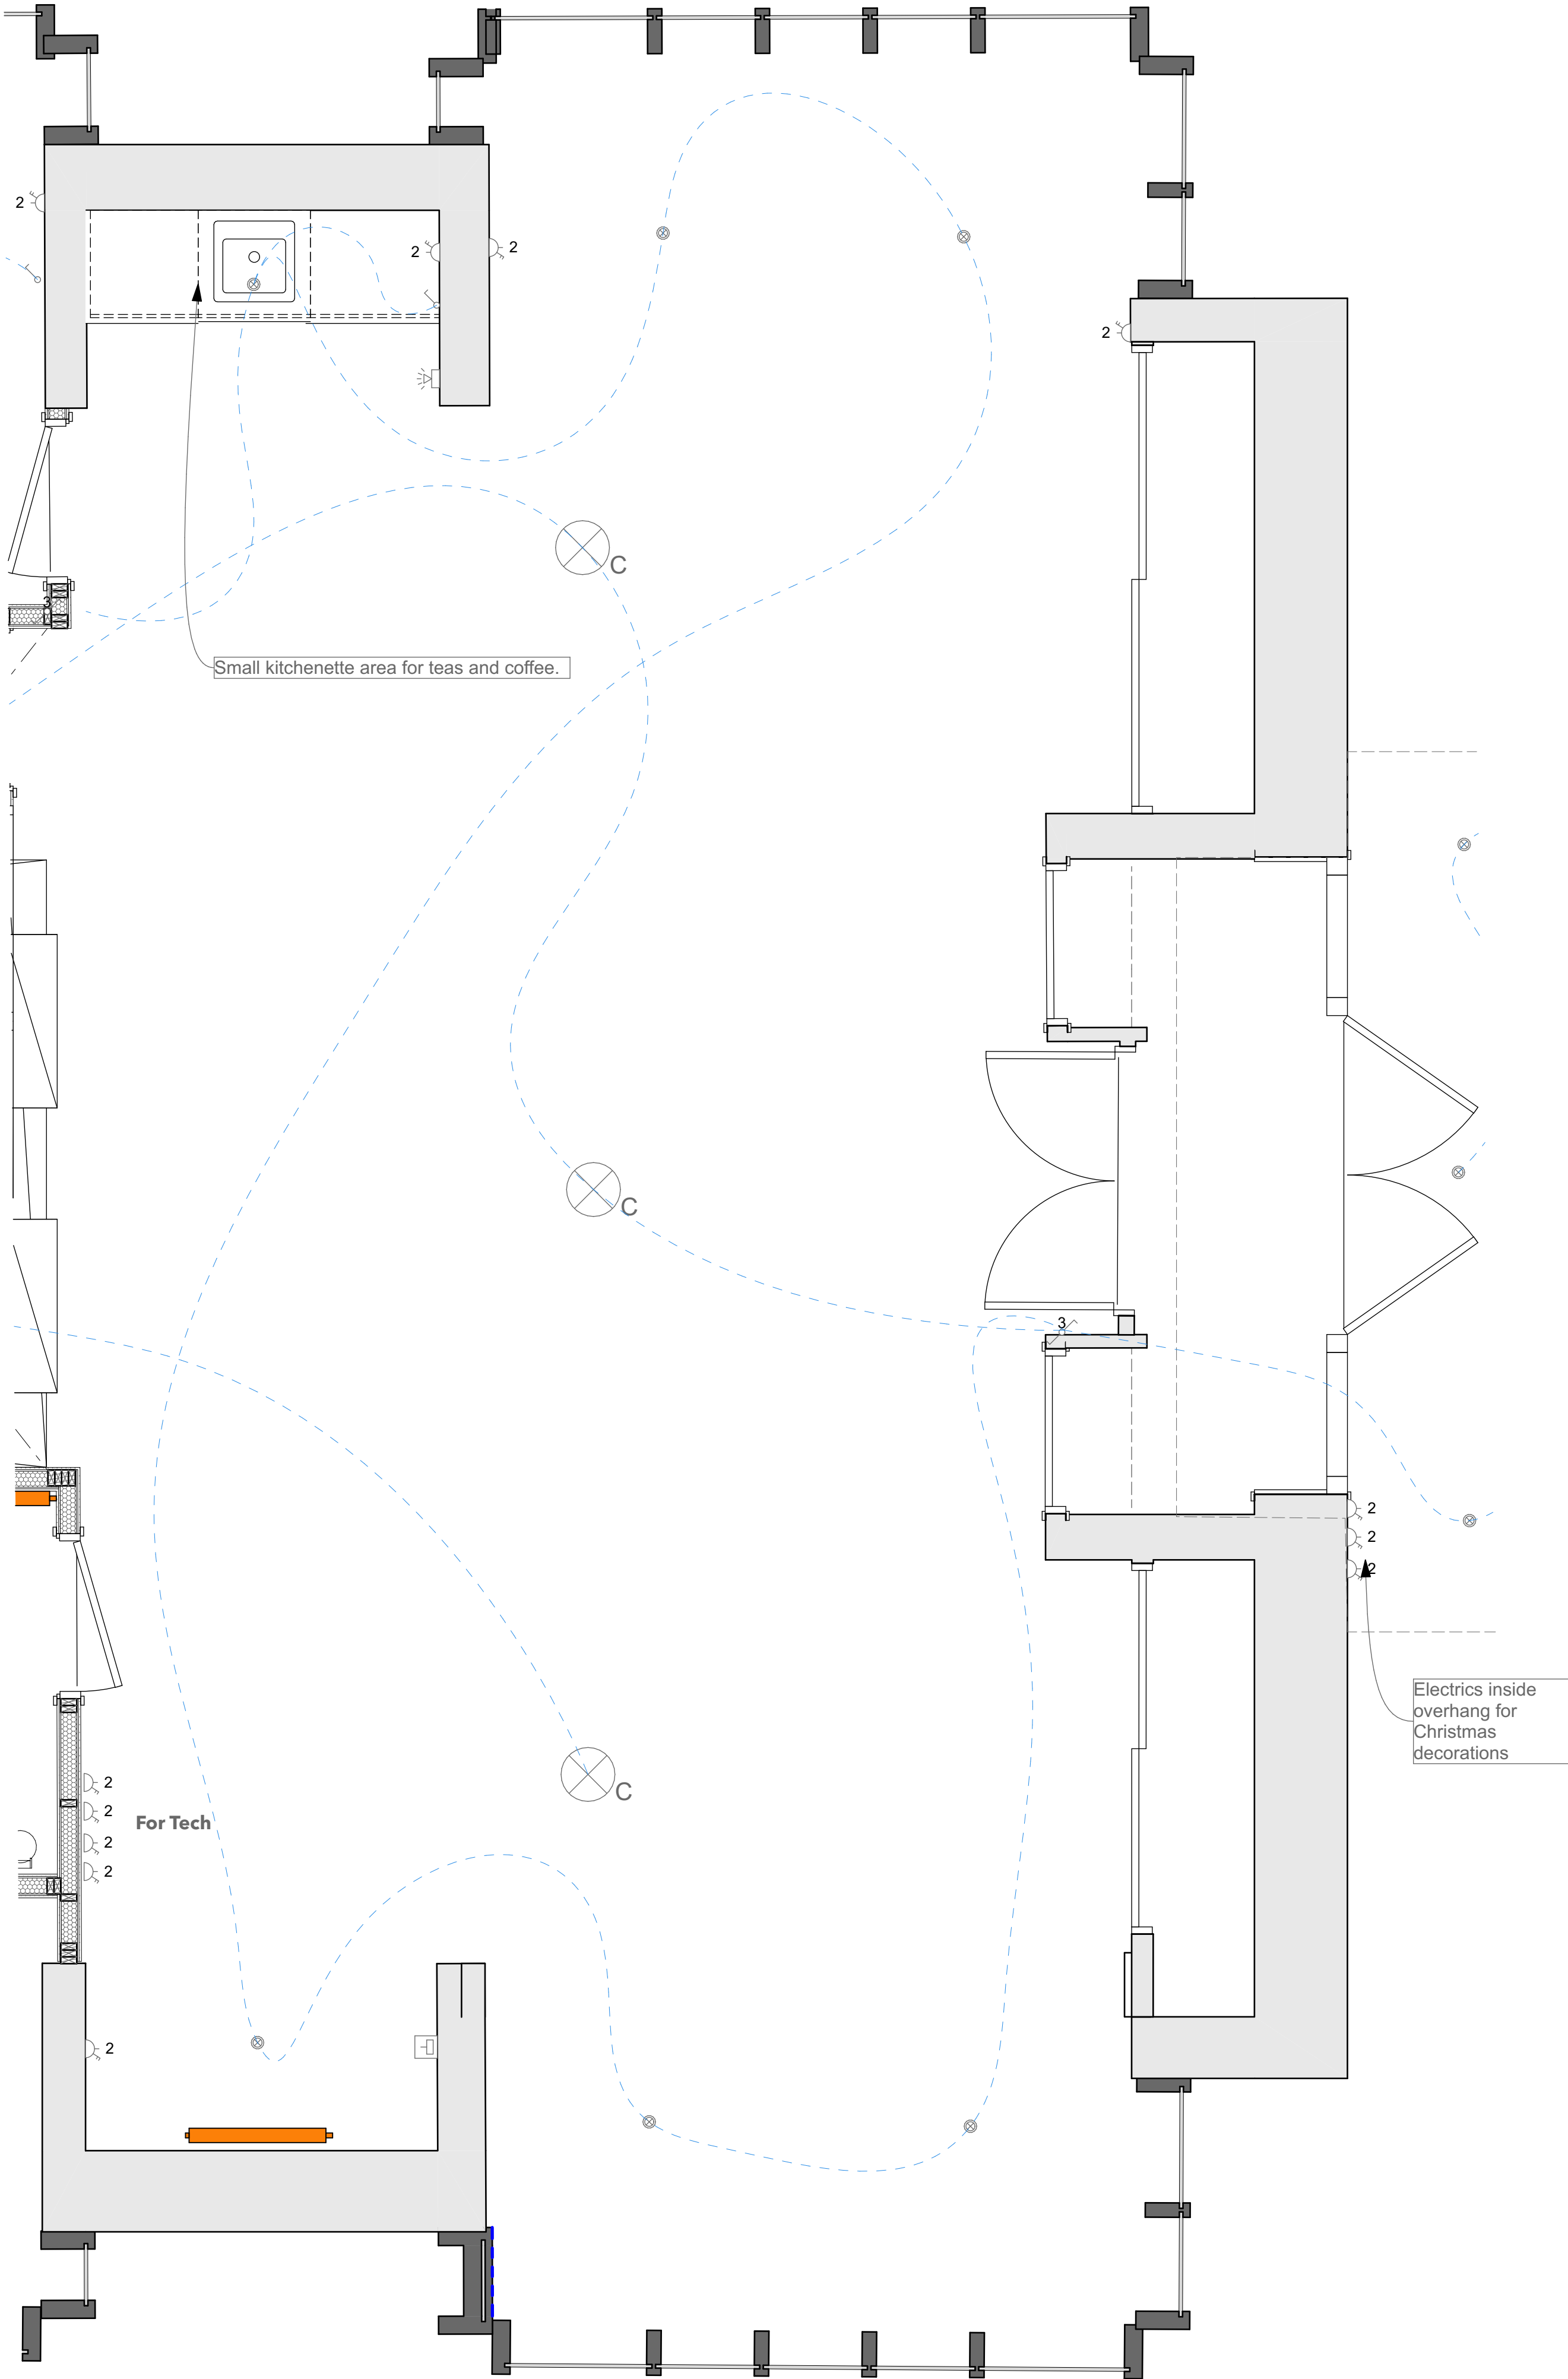 2
2
2
2
3
C
Small kitchenette area for teas and coffee.
C
3
2
2
2
Electrics inside
overhang for
Christmas
decorations
C
2
2
For Tech
2
2
2